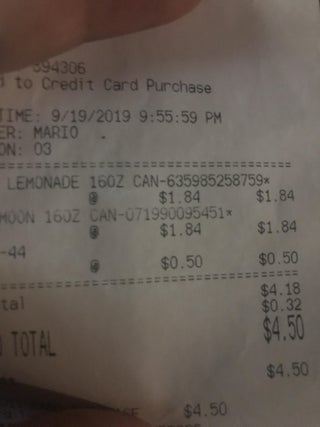 394306
to Credit Card Purchase
TIME: 9/19/2019 9:55:59 PM
ER: MARIO
ON: 03
LEMONADE 16OZ CAN-635985258759*
@ $1.84 $1.84
MOON 16OZ CAN-071990095451*
@ $1.84 $1.84
-44
@ $0.50 $0.50
$4.18
tal $0.32
TOTAL $4.50
$4.50
$4.50